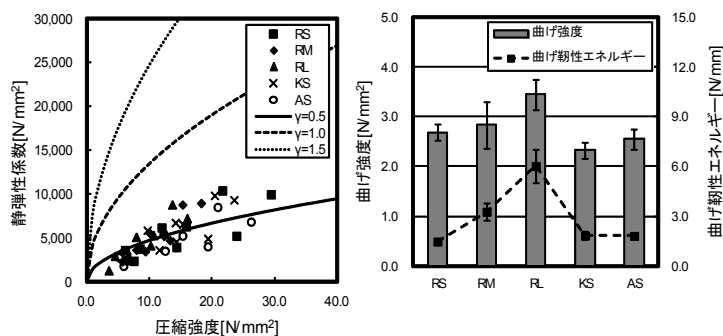 30,000
25,000
20,000
15,000
10,000
5,000
0
静弾性係数[N/mm²]
0.0 10.0 20.0 30.0 40.0
圧縮強度[N/mm²]
RS
RM
RL
KS
AS
γ=0.5
γ=1.0
γ=1.5
5.0
4.0
3.0
2.0
1.0
0.0
曲げ強度[N/mm²]
曲げ強度
曲げ靭性エネルギー
15.0
12.0
9.0
6.0
3.0
0.0
曲げ靭性エネルギー[N/mm]
RS RM RL KS AS